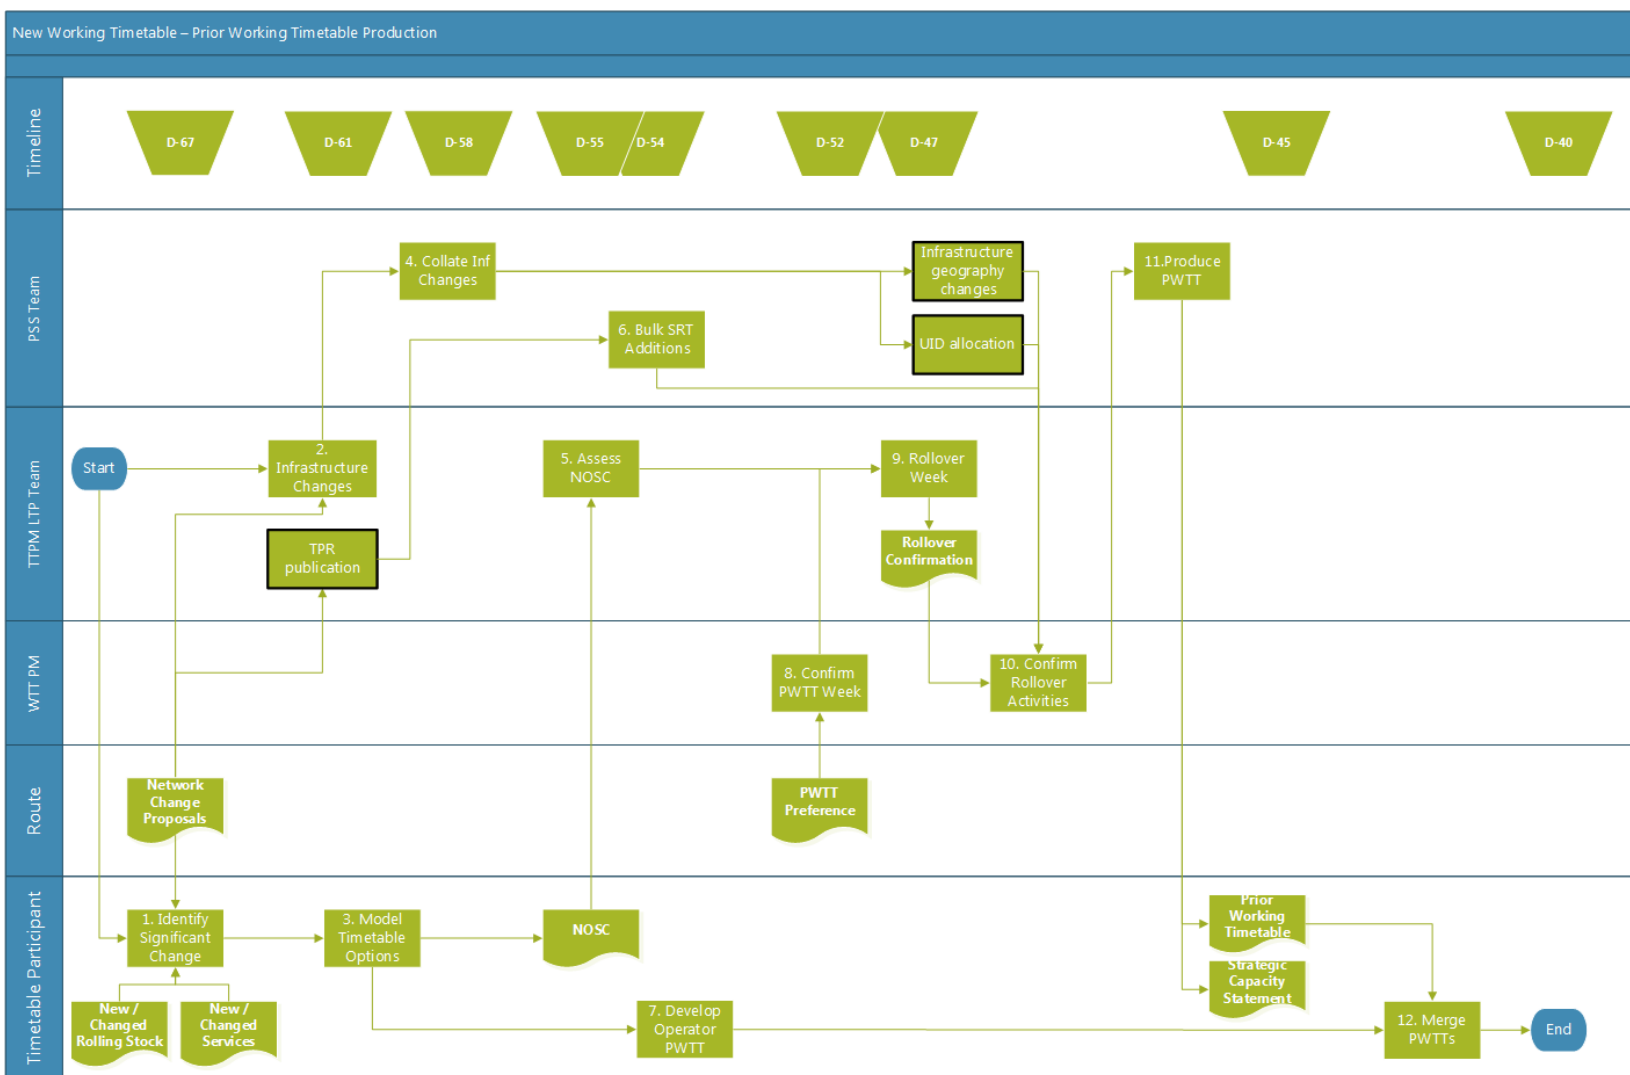 New Working Timetable – Prior Working Timetable Production
Timeline
D-67
D-61
D-58
D-55
D-54
D-52
D-47
D-45
D-40
PSS Team
4. Collate Inf
Changes
Infrastructure
geography
changes
11.Produce
PWTT
6. Bulk SRT
Additions
UID allocation
TTPM LTP Team
Start
2.
Infrastructure
Changes
5. Assess
NOSC
9. Rollover
Week
TPR
publication
Rollover
Confirmation
WTT PM
8. Confirm
PWTT Week
10. Confirm
Rollover
Activities
Route
Network
Change
Proposals
PWTT
Preference
Timetable Participant
1. Identify
Significant
Change
3. Model
Timetable
Options
NOSC
Prior
Working
Timetable
Strategic
Capacity
Statement
New /
Changed
Rolling Stock
New /
Changed
Services
7. Develop
Operator
PWTT
12. Merge
PWTTs
End